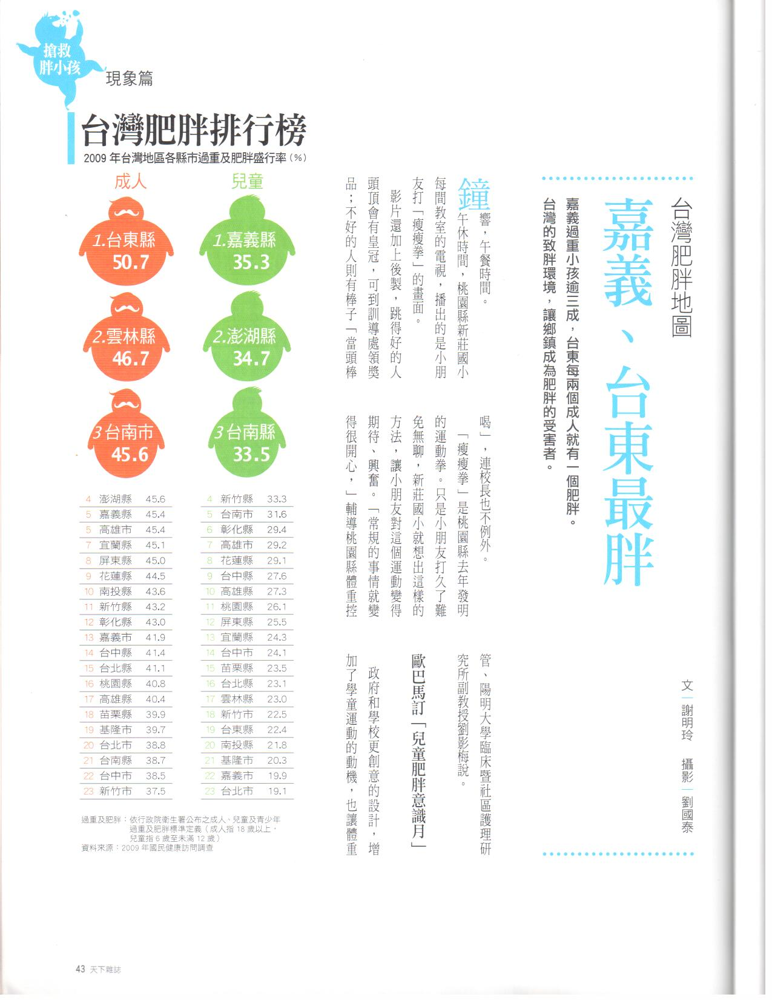 搶救
胖小孩
現象篇
台灣肥胖排行榜
2009 年台灣地區各縣市過重及肥胖盛行率(%)
成人
1.台東縣
50.7
2.雲林縣
46.7
3 台南市
45.6
4 澎湖縣 45.6
5 嘉義縣 45.4
5 高雄市 45.4
7 宜蘭縣 45.1
8 屏東縣 45.0
9 花蓮縣 44.5
10 南投縣 43.6
11 新竹縣 43.2
12 彰化縣 43.0
13 嘉義市 41.9
14 台中縣 41.4
15 台北縣 41.1
16 桃園縣 40.8
17 高雄縣 40.4
18 苗栗縣 39.9
19 基隆市 39.7
20 台北市 38.8
21 台南縣 38.7
22 台中市 38.5
23 新竹市 37.5
兒童
1.嘉義縣
35.3
2.澎湖縣
34.7
3 台南縣
33.5
4 新竹縣 33.3
5 台南市 31.6
6 彰化縣 29.4
7 高雄市 29.2
8 花蓮縣 29.1
9 台中縣 27.6
10 高雄縣 27.3
11 桃園縣 26.1
12 屏東縣 25.5
13 宜蘭縣 24.3
14 台中市 24.1
15 苗栗縣 23.5
16 台北縣 23.1
17 雲林縣 23.0
18 新竹市 22.5
19 台東縣 22.4
20 南投縣 21.8
21 基隆市 20.3
22 嘉義市 19.9
23 台北市 19.1
過重及肥胖：依行政院衛生署公布之成人、兒童及青少年
過重及肥胖標準定義（成人指 18 歲以上，
兒童指 6 歲至未滿 12 歲）
資料來源：2009 年國民健康訪問調查
台灣肥胖地圖
嘉義、台東最胖
嘉義過重小孩逾三成，台東每兩個成人就有一個肥胖。
台灣的致胖環境，讓鄉鎮成為肥胖的受害者。
文｜謝明玲 攝影｜劉國泰
鐘響，午餐時間。
午休時間，桃園縣新莊國小
每間教室的電視，播出的是小朋
友打「瘦瘦拳」的畫面。
影片還加上後製，跳得好的人
頭頂會有皇冠，可到訓導處領獎
品；不好的人則有棒子「當頭棒
喝」，連校長也不例外。
「瘦瘦拳」是桃園縣去年發明
的運動拳。只是小朋友打久了難
免無聊，新莊國小就想出這樣的
方法，讓小朋友對這個運動變得
期待、興奮。「常規的事情就變
得很開心，」輔導桃園縣體重控
管、陽明大學臨床暨社區護理研
究所副教授劉影梅說。
歐巴馬訂「兒童肥胖意識月」
政府和學校更創意的設計，增
加了學童運動的動機，也讓體重
43 天下雜誌